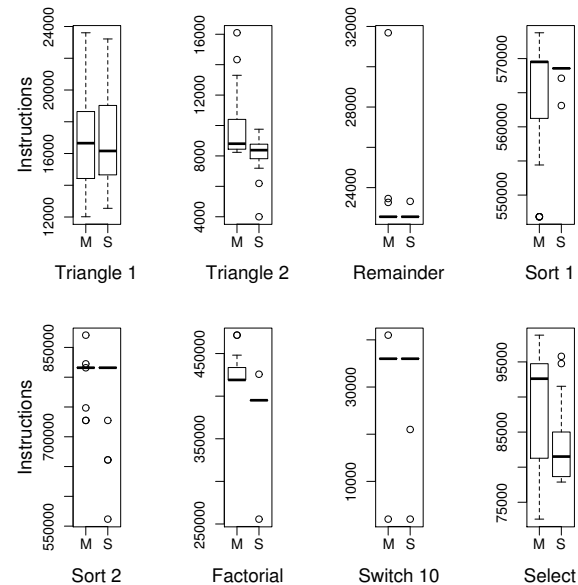 Instructions
12000 16000 20000 24000
M S
Triangle 1
4000 8000 12000 16000
M S
Triangle 2
24000 28000 32000
M S
Remainder
550000 560000 570000
M S
Sort 1
Instructions
550000 700000 850000
M S
Sort 2
250000 350000 450000
M S
Factorial
10000 30000
M S
Switch 10
75000 85000 95000
M S
Select